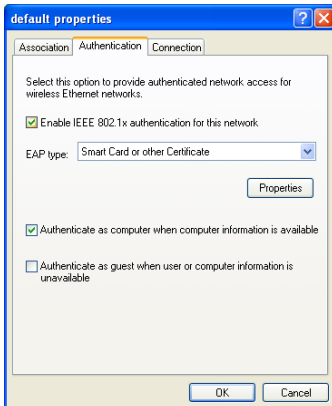 default properties
Association Authentication Connection
Select this option to provide authenticated network access for
wireless Ethernet networks.
Enable IEEE 802.1x authentication for this network
EAP type: Smart Card or other Certificate
Properties
Authenticate as computer when computer information is available
Authenticate as guest when user or computer information is
unavailable
OK Cancel